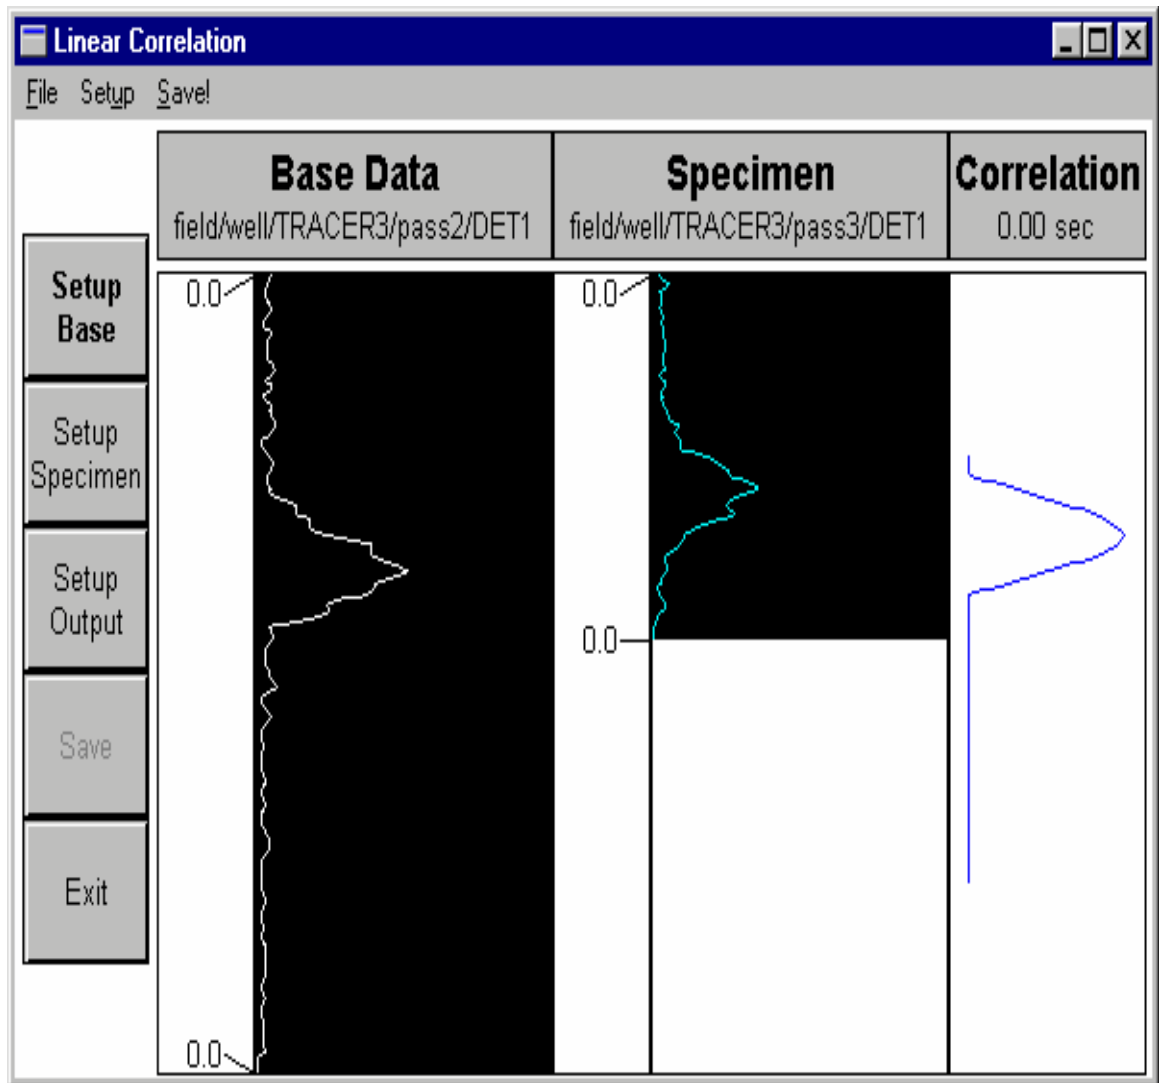 Linear Correlation
File Setup Save!
Base Data
field/well/TRACER3/pass2/DET1
Specimen
field/well/TRACER3/pass3/DET1
Correlation
0.00 sec
Setup
Base
Setup
Specimen
Setup
Output
Save
Exit
0.0
0.0
0.0
0.0